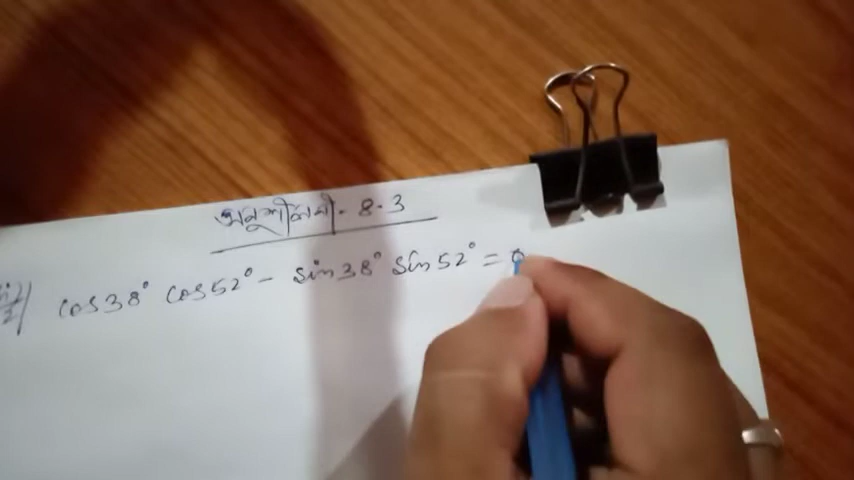 অনুশীলনী - 8.3
cos38° cos52° - sin38° sin52° = 0